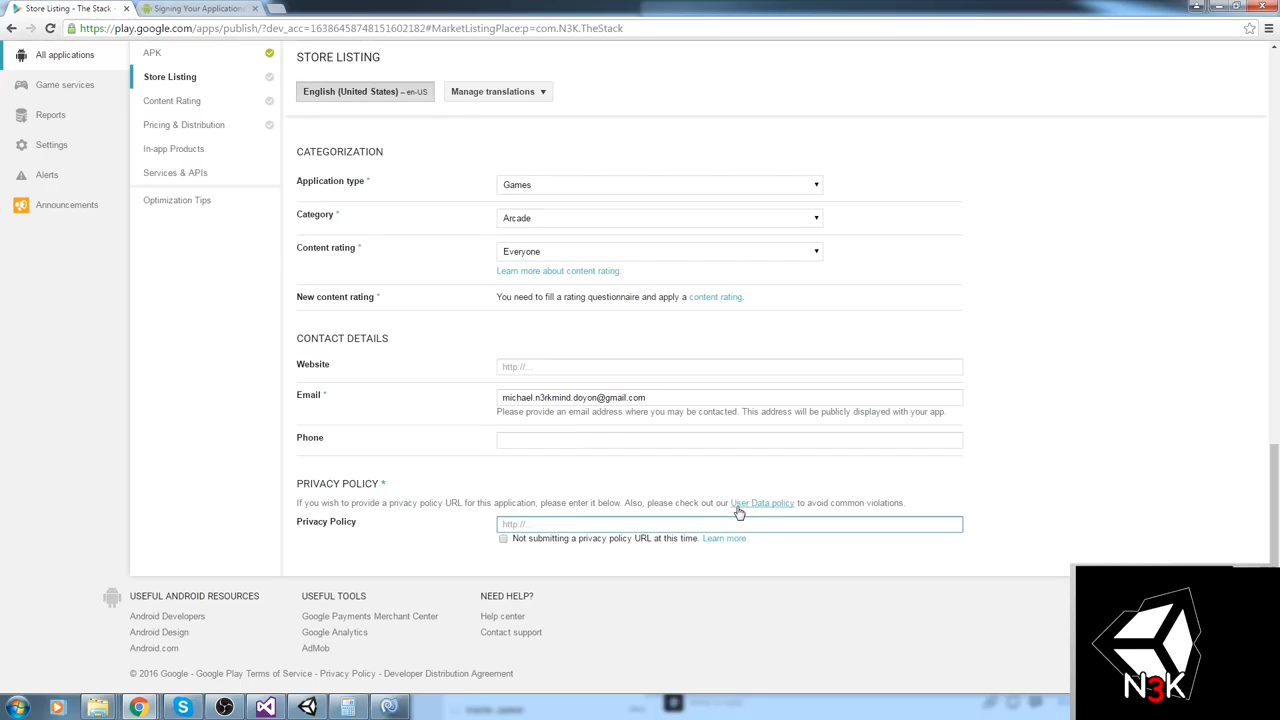 Store Listing - The Stack -
Signing Your Application
https://play.google.com/apps/publish/?dev_acc=16386458748151602182#MarketListingPlace:p=com.N3K.TheStack
All applications
Game services
Reports
Settings
Alerts
Announcements
APK
Store Listing
Content Rating
Pricing & Distribution
In-app Products
Services & APIs
Optimization Tips
STORE LISTING
English (United States) – en-US
Manage translations
CATEGORIZATION
Application type *
Games
Category *
Arcade
Content rating *
Everyone
Learn more about content rating.
New content rating *
You need to fill a rating questionnaire and apply a content rating.
CONTACT DETAILS
Website
http://...
Email *
michael.n3rkmind.doyon@gmail.com
Please provide an email address where you may be contacted. This address will be publicly displayed with your app.
Phone
PRIVACY POLICY *
If you wish to provide a privacy policy URL for this application, please enter it below. Also, please check out our User Data policy to avoid common violations.
Privacy Policy
http://...
Not submitting a privacy policy URL at this time. Learn more
USEFUL ANDROID RESOURCES
Android Developers
Android Design
Android.com
USEFUL TOOLS
Google Payments Merchant Center
Google Analytics
AdMob
NEED HELP?
Help center
Contact support
© 2016 Google - Google Play Terms of Service - Privacy Policy - Developer Distribution Agreement
N3K